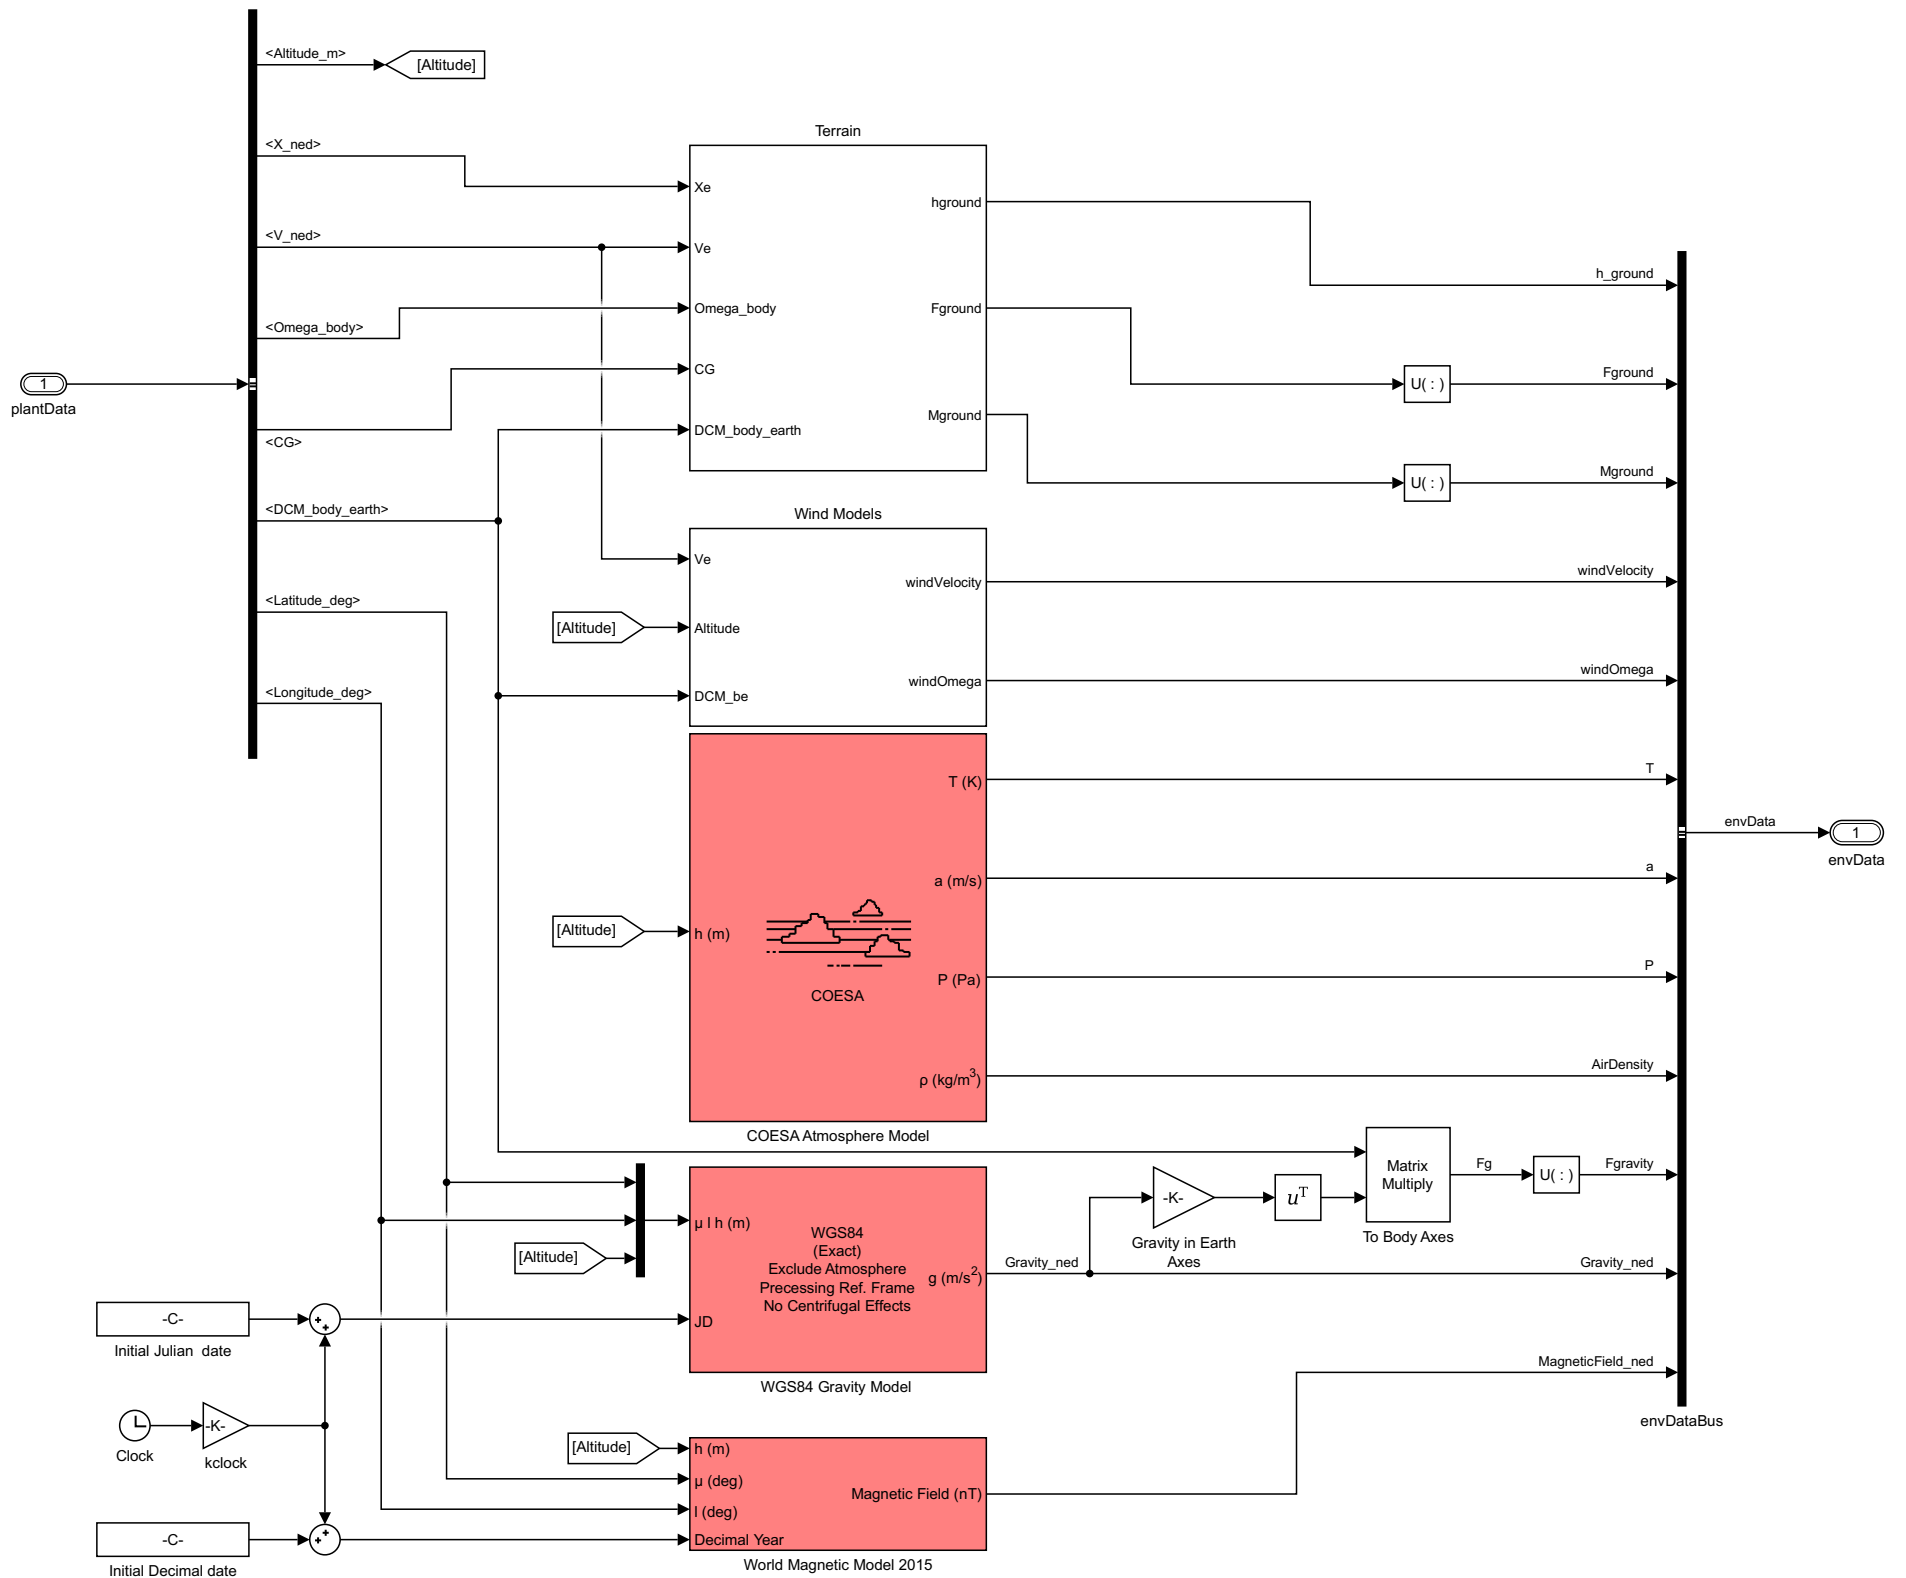 1
plantData
<Altitude_m>
[Altitude]
<X_ned>
<V_ned>
<Omega_body>
<CG>
<DCM_body_earth>
<Latitude_deg>
<Longitude_deg>
Terrain
Xe
Ve
Omega_body
CG
DCM_body_earth
hground
Fground
Mground
U( : )
U( : )
h_ground
Fground
Mground
Wind Models
Ve
[Altitude]
Altitude
DCM_be
windVelocity
windOmega
windVelocity
windOmega
[Altitude]
h (m)
COESA
T (K)
a (m/s)
P (Pa)
ρ (kg/m³)
COESA Atmosphere Model
T
a
P
AirDensity
[Altitude]
μ l h (m)
JD
WGS84
(Exact)
Exclude Atmosphere
Precessing Ref. Frame
No Centrifugal Effects
g (m/s²)
WGS84 Gravity Model
Gravity_ned
-K-
Gravity in Earth
Axes
uᵀ
Matrix
Multiply
To Body Axes
Fg
U( : )
Fgravity
Gravity_ned
-C-
Initial Julian  date
Clock
-K-
kclock
-C-
Initial Decimal date
[Altitude]
h (m)
μ (deg)
l (deg)
Decimal Year
Magnetic Field (nT)
World Magnetic Model 2015
MagneticField_ned
envDataBus
envData
1
envData